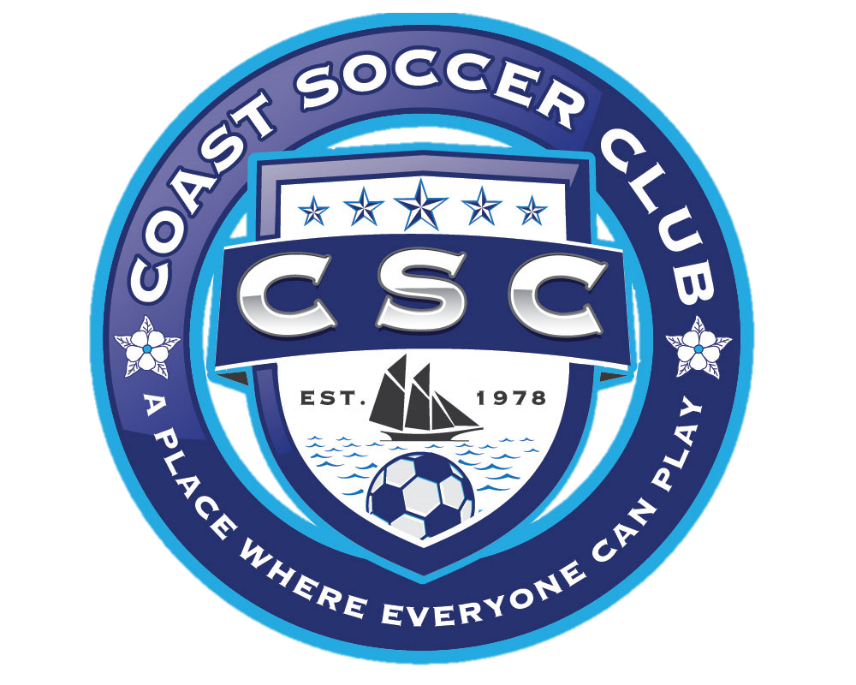 COAST SOCCER CLUB
CSC
EST. 1978
A PLACE WHERE EVERYONE CAN PLAY